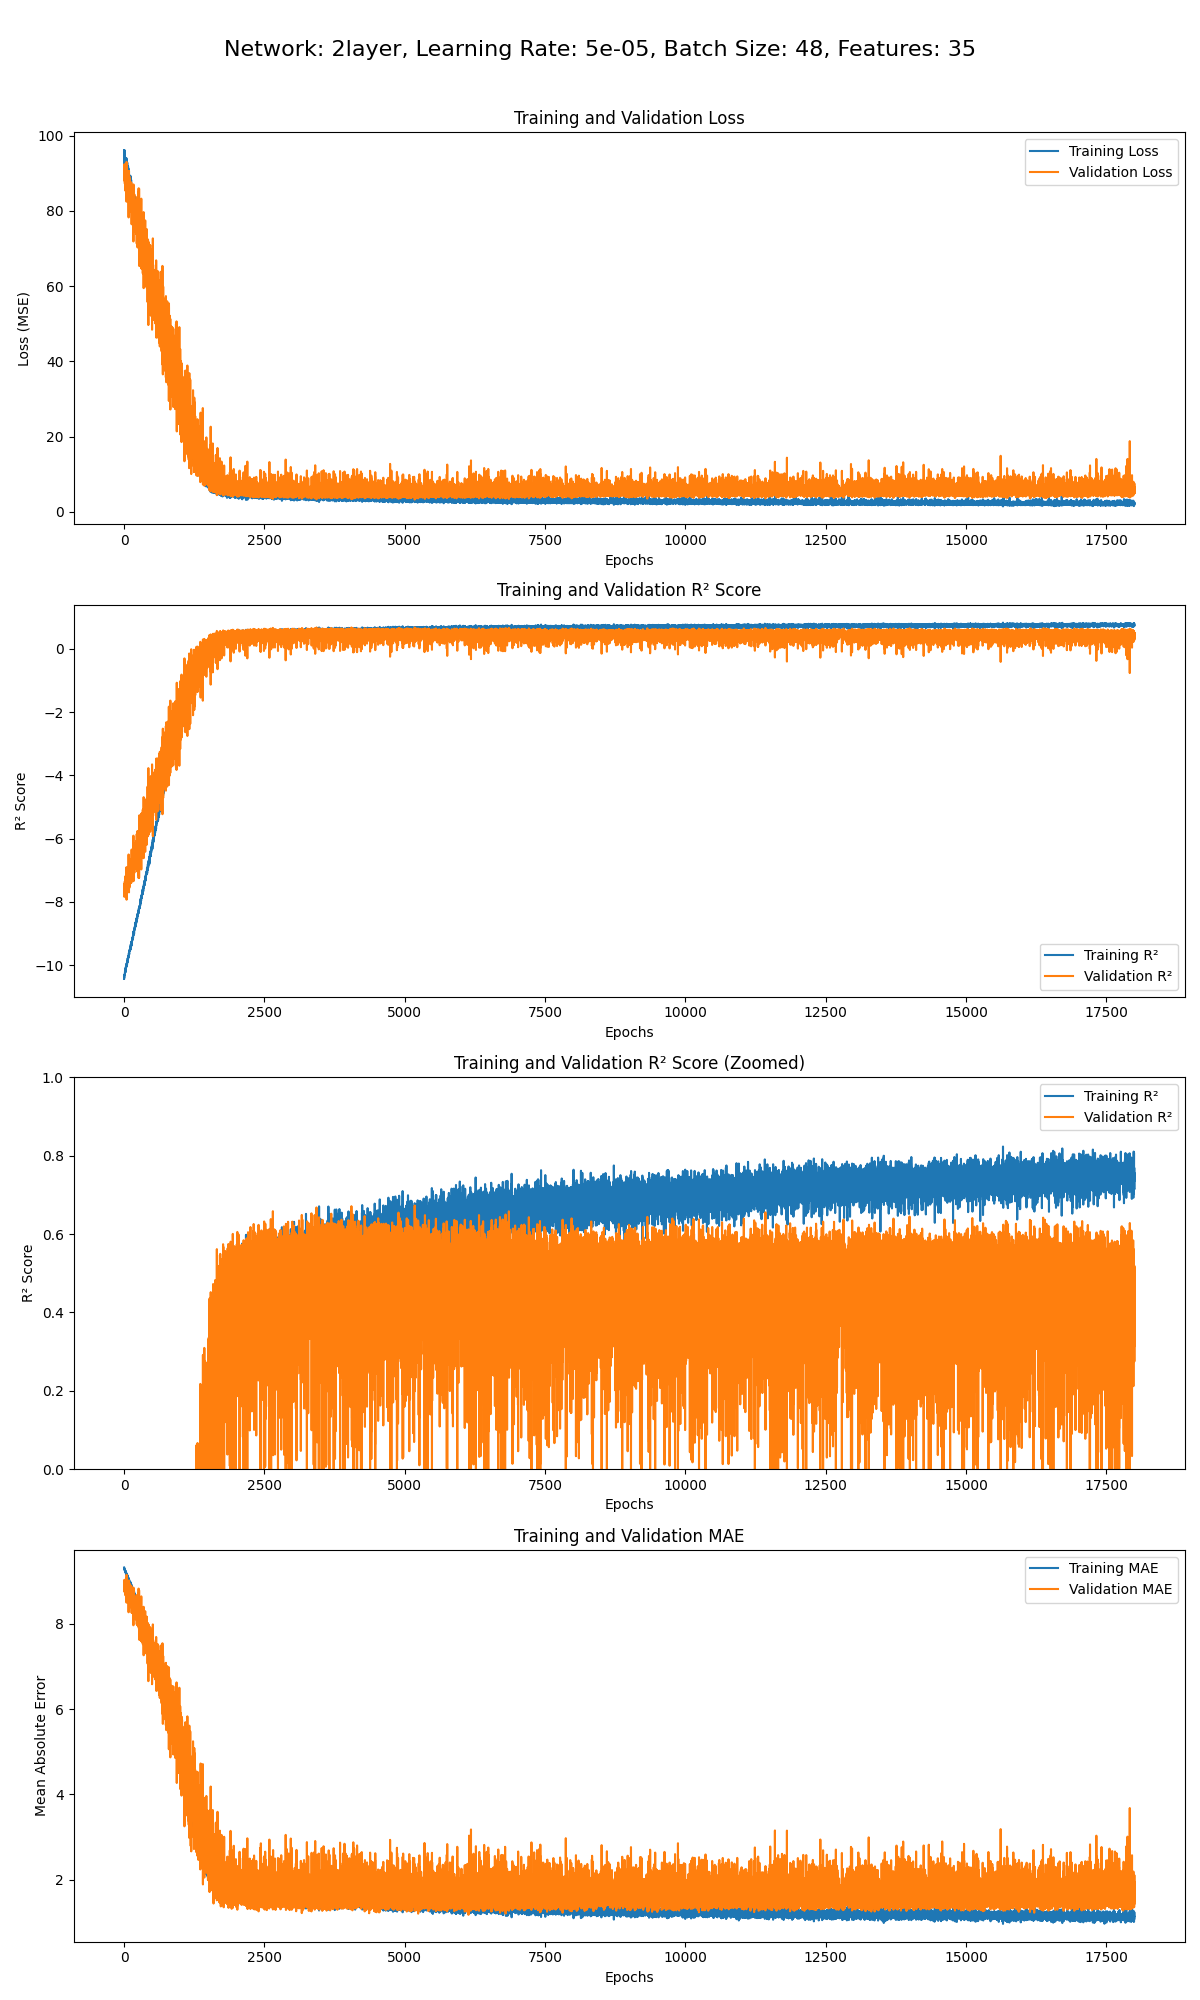 Network: 2layer, Learning Rate: 5e-05, Batch Size: 48, Features: 35
Training and Validation Loss
100
80
60
40
20
0
Loss (MSE)
Training Loss
Validation Loss
0 2500 5000 7500 10000 12500 15000 17500
Epochs
Training and Validation R² Score
0
−2
−4
−6
−8
−10
R² Score
Training R²
Validation R²
0 2500 5000 7500 10000 12500 15000 17500
Epochs
Training and Validation R² Score (Zoomed)
1.0
0.8
0.6
0.4
0.2
0.0
R² Score
Training R²
Validation R²
0 2500 5000 7500 10000 12500 15000 17500
Epochs
Training and Validation MAE
8
6
4
2
Mean Absolute Error
Training MAE
Validation MAE
0 2500 5000 7500 10000 12500 15000 17500
Epochs